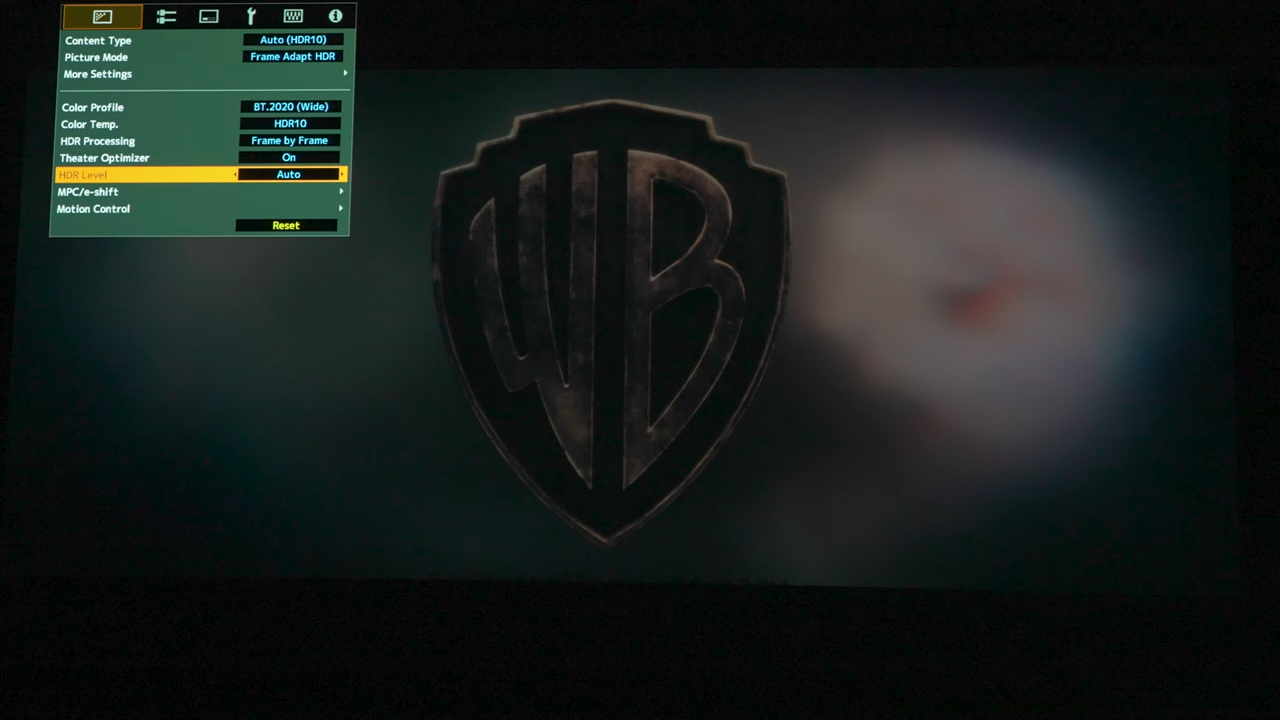 Content Type Auto (HDR10)
Picture Mode Frame Adapt HDR
More Settings
Color Profile BT.2020 (Wide)
Color Temp. HDR10
HDR Processing Frame by Frame
Theater Optimizer On
HDR Level Auto
MPC/e-shift
Motion Control
Reset
WB